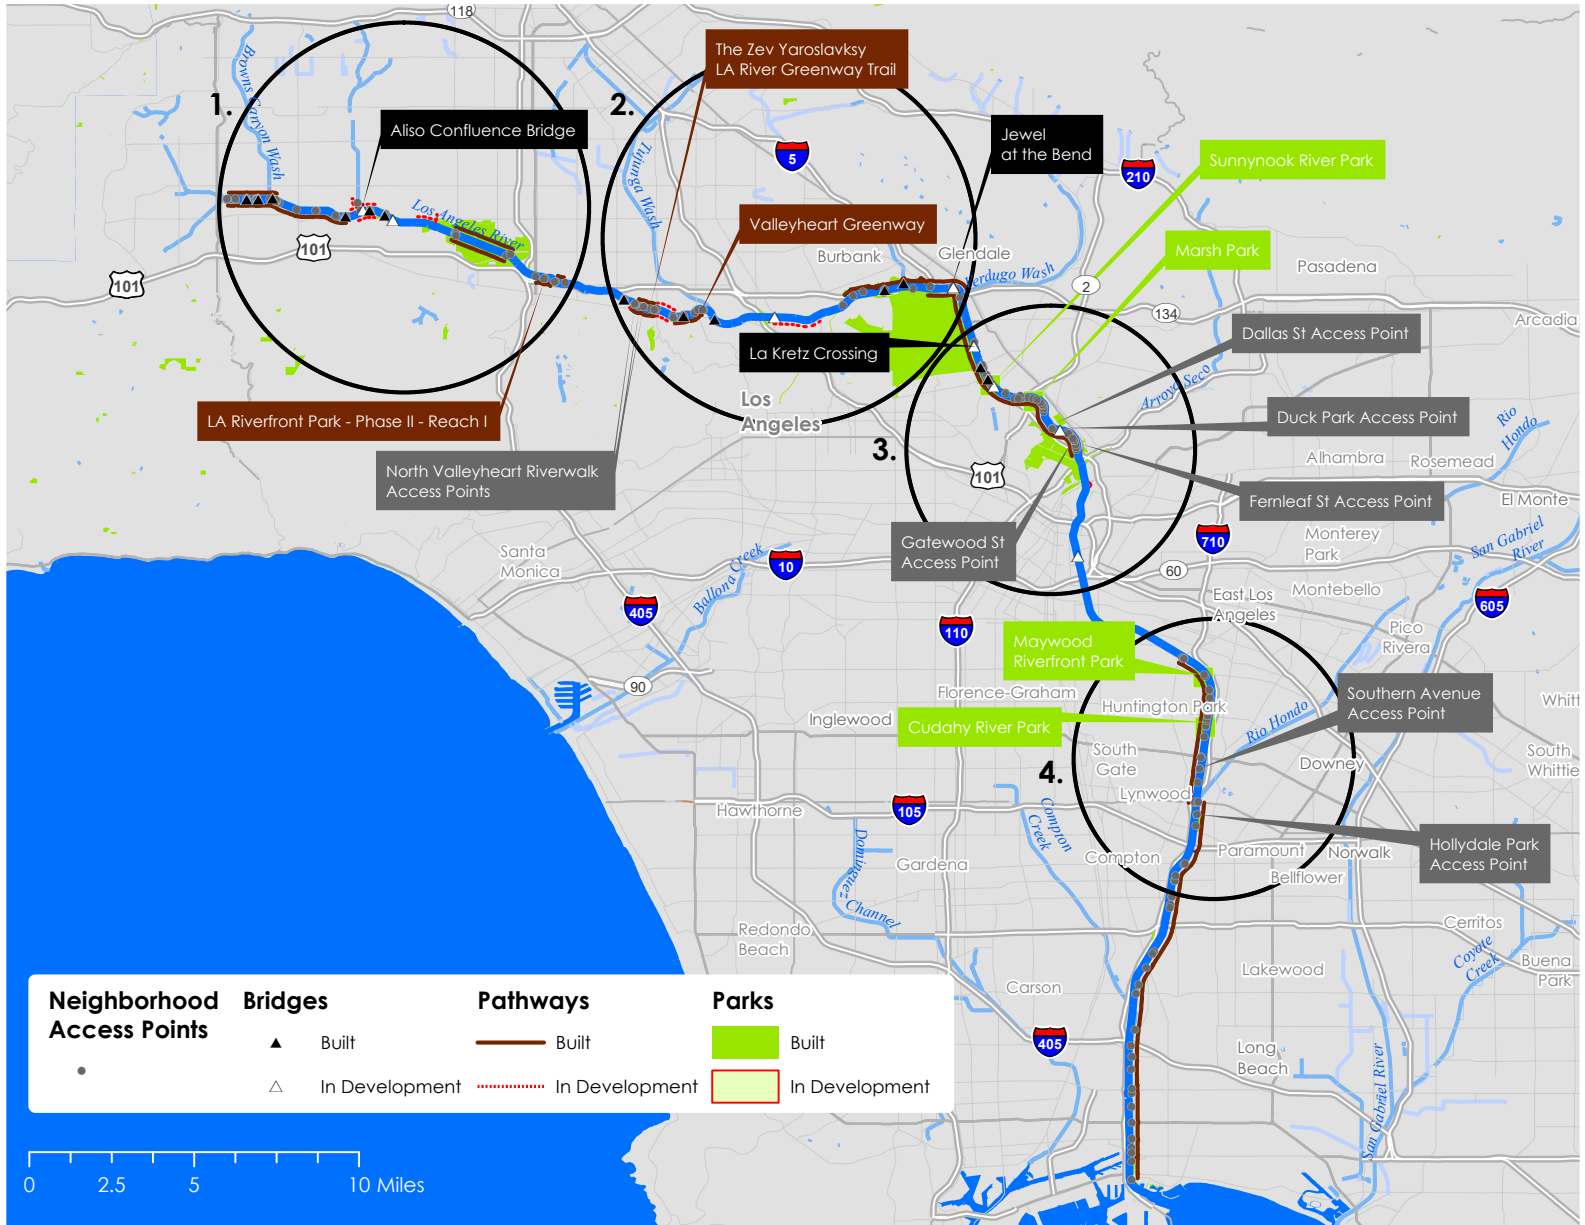 118
The Zev Yaroslavksy
LA River Greenway Trail
1.
2.
Browns Canyon Wash
Aliso Confluence Bridge
Tujunga Wash
5
Jewel
at the Bend
210
Sunnynook River Park
Los Angeles River
101
101
Valleyheart Greenway
Burbank
Glendale
Verdugo Wash
Marsh Park
Pasadena
2
134
Arcadia
Dallas St Access Point
La Kretz Crossing
Arroyo Seco
LA Riverfront Park - Phase II - Reach I
Los
Angeles
Duck Park Access Point
Rio
Hondo
3.
North Valleyheart Riverwalk
Access Points
101
Alhambra
Rosemead
Fernleaf St Access Point
El Monte
Gatewood St
Access Point
710
Monterey
Park
San Gabriel
River
Santa
Monica
Ballona Creek
10
60
Montebello
405
East Los
Angeles
605
110
Maywood
Riverfront Park
Pico
Rivera
90
Florence-Graham
Huntington Park
Southern Avenue
Access Point
Whitt
Inglewood
Cudahy River Park
Rio Hondo
South
Gate
Downey
South
Whittie
4.
Lynwood
Hawthorne
105
Compton
Creek
Dominguez
Channel
Gardena
Compton
Paramount
Norwalk
Hollydale Park
Access Point
Bellflower
Redondo
Beach
Cerritos
Coyote
Creek
Buena
Park
Lakewood
Carson
405
Long
Beach
San Gabriel River
Neighborhood
Access Points
Bridges
Built
In Development
Pathways
Built
In Development
Parks
Built
In Development
0
2.5
5
10 Miles